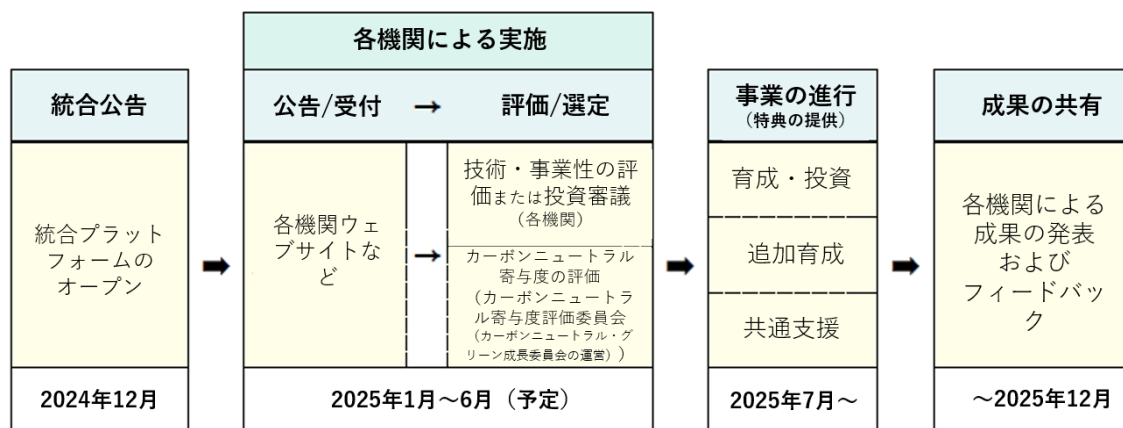 各機関による実施
統合公告
公告/受付
→
評価/選定
事業の進行
（特典の提供）
成果の共有
統合プラット
フォームの
オープン
➡
各機関ウェ
ブサイトな
ど
→
技術・事業性の評
価または投資審議
（各機関）
カーボンニュートラル
寄与度の評価
（カーボンニュートラ
ル寄与度評価委員会
（カーボンニュートラル・グ
リーン成長委員会の運営））
➡
育成・投資
追加育成
共通支援
➡
各機関による
成果の発表
および
フィードバッ
ク
2024年12月
2025年1月～6月（予定）
2025年7月～
～2025年12月